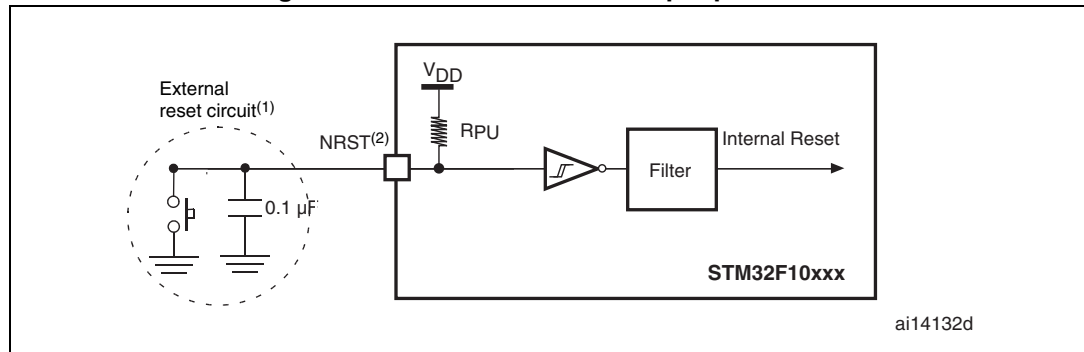 External
reset circuit(1)
NRST(2)
VDD
RPU
0.1 µF
Filter
Internal Reset
STM32F10xxx
ai14132d